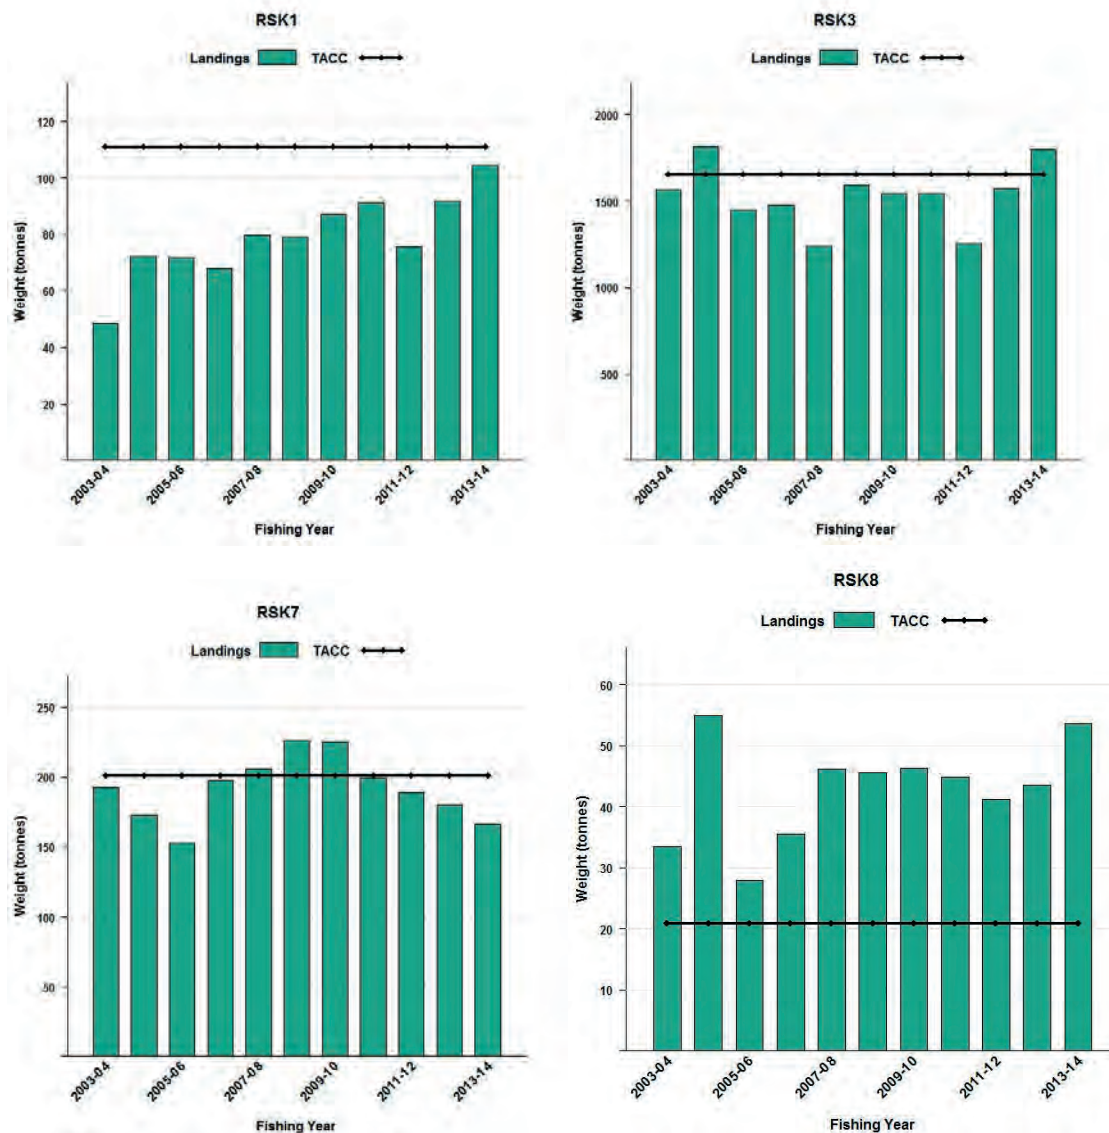 RSK1
Landings TACC
Weight (tonnes)
120
100
80
60
40
20
2003-04
2005-06
2007-08
2009-10
2011-12
2013-14
Fishing Year
RSK3
Landings TACC
Weight (tonnes)
2000
1500
1000
500
2003-04
2005-06
2007-08
2009-10
2011-12
2013-14
Fishing Year
RSK7
Landings TACC
Weight (tonnes)
250
200
150
100
50
2003-04
2005-06
2007-08
2009-10
2011-12
2013-14
Fishing Year
RSK8
Landings TACC
Weight (tonnes)
60
50
40
30
20
10
2003-04
2005-06
2007-08
2009-10
2011-12
2013-14
Fishing Year